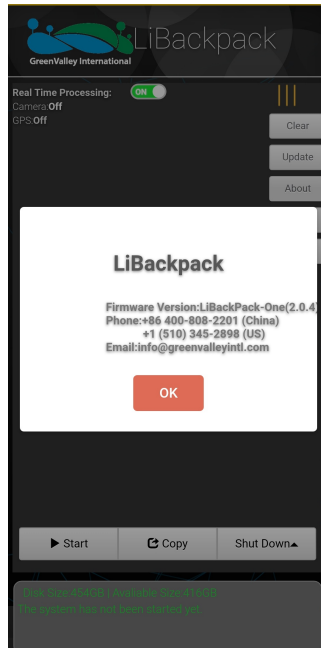 LiBackpack
GreenValley International
Real Time Processing: ON
Camera:Off
GPS:Off
Clear
Update
About
LiBackpack
Firmware Version:LiBackPack-One(2.0.4)
Phone:+86 400-808-2201 (China)
+1 (510) 345-2898 (US)
Email:info@greenvalleyintl.com
OK
Start
Copy
Shut Down
Disk Size:454GB | Available Size:416GB
The system has not been started yet